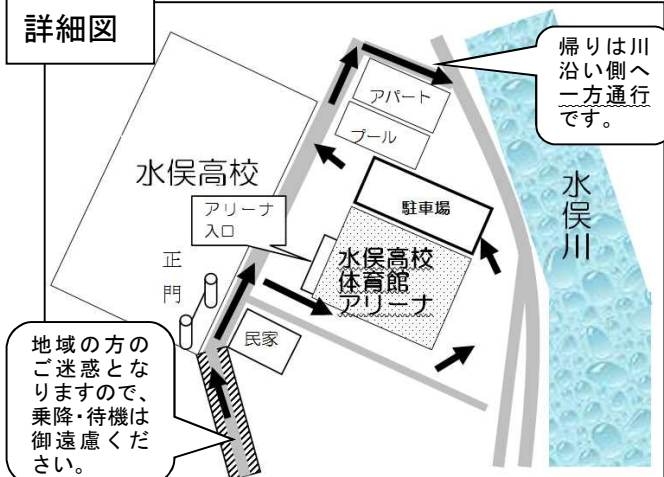 詳細図
帰りは川
沿い側へ
一方通行
です。
アパート
プール
水俣高校
駐車場
水俣川
アリーナ
入口
水俣高校
体育館
アリーナ
正門
民家
地域の方の
ご迷惑とな
りますので、
乗降・待機は
御遠慮くだ
さい。